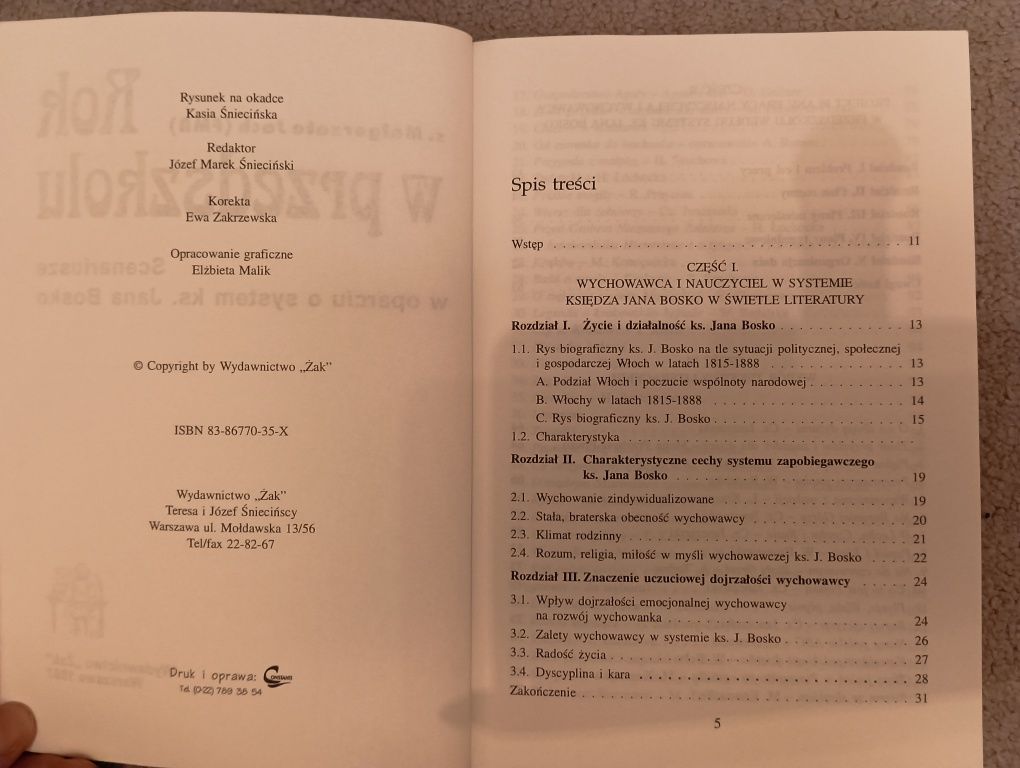 Rysunek na okadce
Kasia Śniecińska
Redaktor
Józef Marek Śnieciński
Korekta
Ewa Zakrzewska
Opracowanie graficzne
Elżbieta Malik
© Copyright by Wydawnictwo „Żak”
ISBN 83-86770-35-X
Wydawnictwo „Żak”
Teresa i Józef Śniecińscy
Warszawa ul. Mołdawska 13/56
Tel/fax 22-82-67
Druk i oprawa: CONSTANS
Tel. (0-22) 789 38 54
Spis treści
Wstęp . . . . . . . . . . . . . . . . . . . . 11
CZĘŚĆ I.
WYCHOWAWCA I NAUCZYCIEL W SYSTEMIE
KSIĘDZA JANA BOSKO W ŚWIETLE LITERATURY
Rozdział I. Życie i działalność ks. Jana Bosko . . . . . . . . . . . . . 13
1.1. Rys biograficzny ks. J. Bosko na tle sytuacji politycznej, społecznej
i gospodarczej Włoch w latach 1815-1888 . . . . . . . . . . . . . 13
A. Podział Włoch i poczucie wspólnoty narodowej . . . . . . . . . . 13
B. Włochy w latach 1815-1888 . . . . . . . . . . . . . . . . . . 14
C. Rys biograficzny ks. J. Bosko . . . . . . . . . . . . . . . . . . 15
1.2. Charakterystyka . . . . . . . . . . . . . . . . . . . . . . . . .
Rozdział II. Charakterystyczne cechy systemu zapobiegawczego
ks. Jana Bosko . . . . . . . . . . . . . . . . . . . . . 19
2.1. Wychowanie zindywidualizowane . . . . . . . . . . . . . . . . . 19
2.2. Stała, braterska obecność wychowawcy . . . . . . . . . . . . . . 20
2.3. Klimat rodzinny . . . . . . . . . . . . . . . . . . . . . . . . 21
2.4. Rozum, religia, miłość w myśli wychowawczej ks. J. Bosko . . . . . 22
Rozdział III. Znaczenie uczuciowej dojrzałości wychowawcy . . . . . 24
3.1. Wpływ dojrzałości emocjonalnej wychowawcy
na rozwój wychowanka . . . . . . . . . . . . . . . . . . . . . 24
3.2. Zalety wychowawcy w systemie ks. J. Bosko . . . . . . . . . . . . 26
3.3. Radość życia . . . . . . . . . . . . . . . . . . . . . . . . . . 27
3.4. Dyscyplina i kara . . . . . . . . . . . . . . . . . . . . . . . . 28
Zakończenie . . . . . . . . . . . . . . . . . . . . . . . . . . . . 31
5